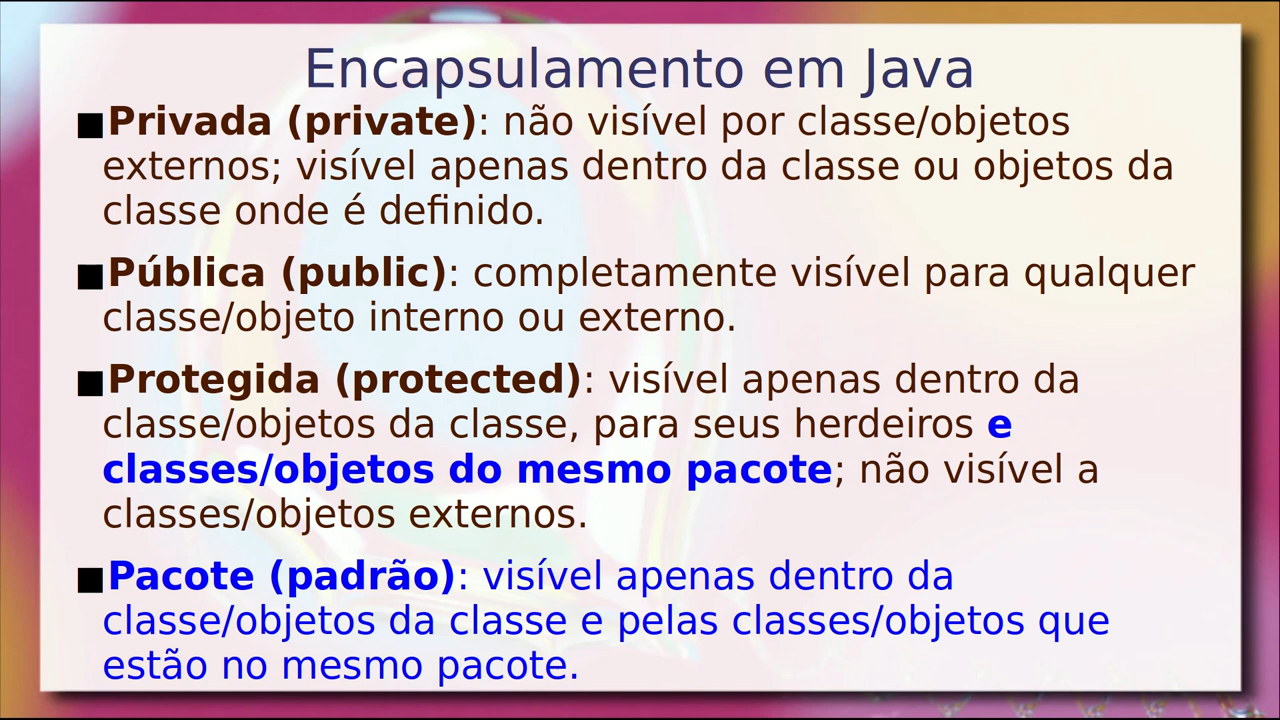 Encapsulamento em Java
■Privada (private): não visível por classe/objetos
externos; visível apenas dentro da classe ou objetos da
classe onde é definido.
■Pública (public): completamente visível para qualquer
classe/objeto interno ou externo.
■Protegida (protected): visível apenas dentro da
classe/objetos da classe, para seus herdeiros e
classes/objetos do mesmo pacote; não visível a
classes/objetos externos.
■Pacote (padrão): visível apenas dentro da
classe/objetos da classe e pelas classes/objetos que
estão no mesmo pacote.